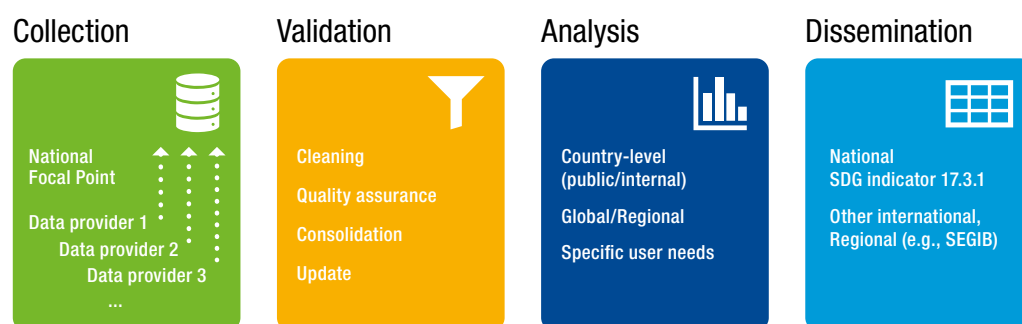 Collection
National
Focal Point
Data provider 1
Data provider 2
Data provider 3
...
Validation
Cleaning
Quality assurance
Consolidation
Update
Analysis
Country-level
(public/internal)
Global/Regional
Specific user needs
Dissemination
National
SDG indicator 17.3.1
Other international,
Regional (e.g., SEGIB)